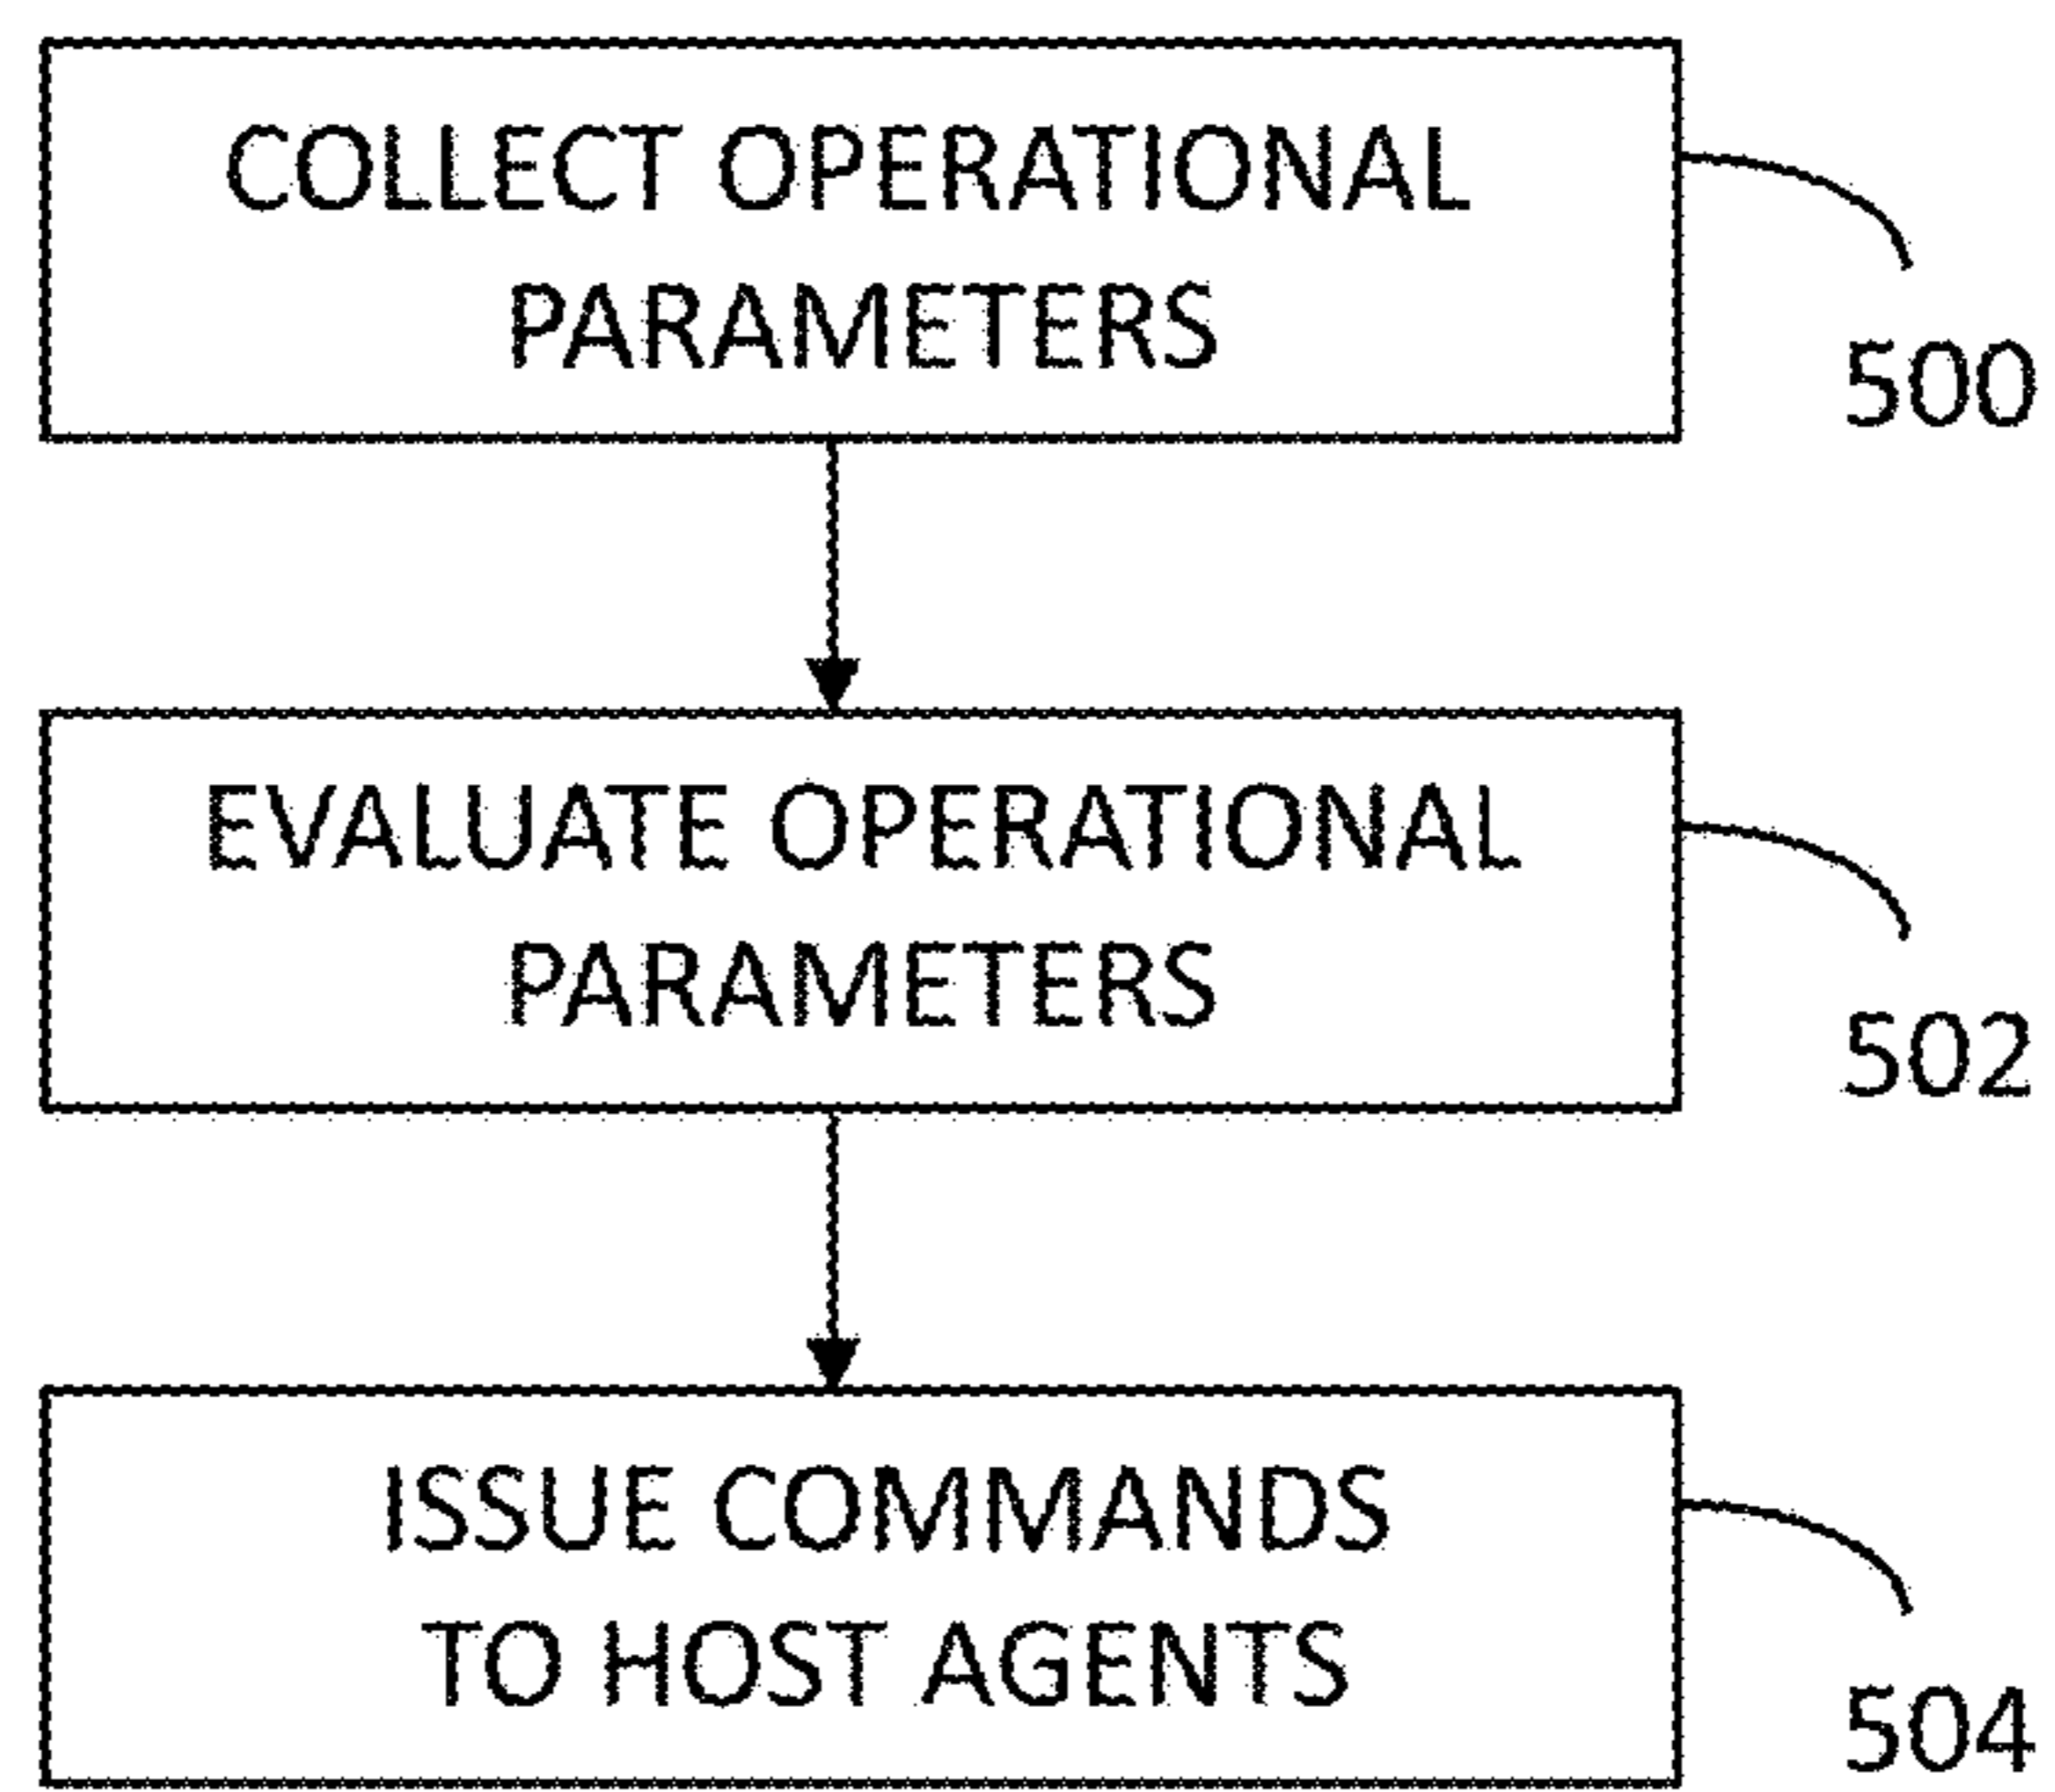 COLLECT OPERATIONAL
PARAMETERS
500
EVALUATE OPERATIONAL
PARAMETERS
502
ISSUE COMMANDS
TO HOST AGENTS
504